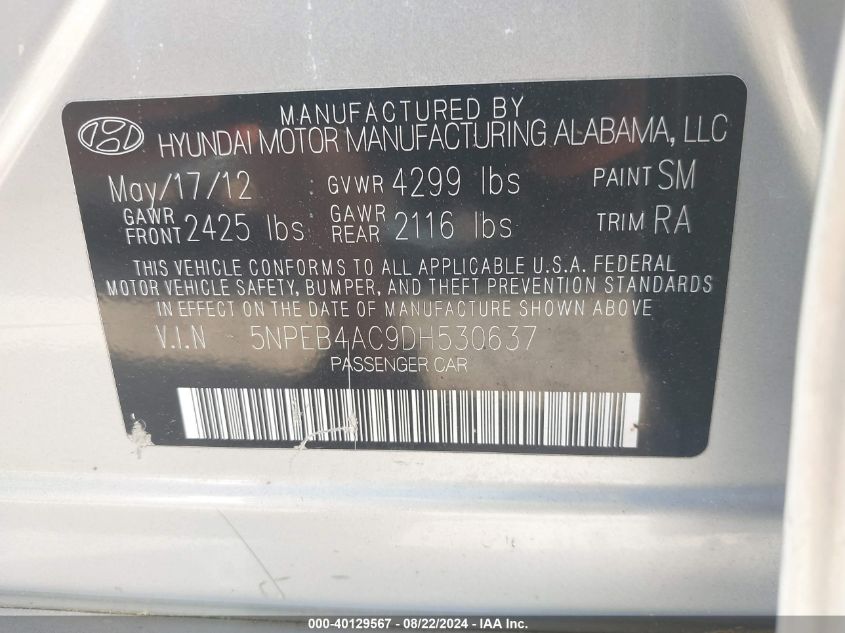 MANUFACTURED BY
HYUNDAI MOTOR MANUFACTURING ALABAMA, LLC
May/17/12 GVWR 4299 lbs PAINT SM
GAWR FRONT 2425 lbs GAWR REAR 2116 lbs TRIM RA
THIS VEHICLE CONFORMS TO ALL APPLICABLE U.S.A. FEDERAL
MOTOR VEHICLE SAFETY, BUMPER, AND THEFT PREVENTION STANDARDS
IN EFFECT ON THE DATE OF MANUFACTURE SHOWN ABOVE
V.I.N 5NPEB4AC9DH530637
PASSENGER CAR
000-40129567 - 08/22/2024 - IAA Inc.